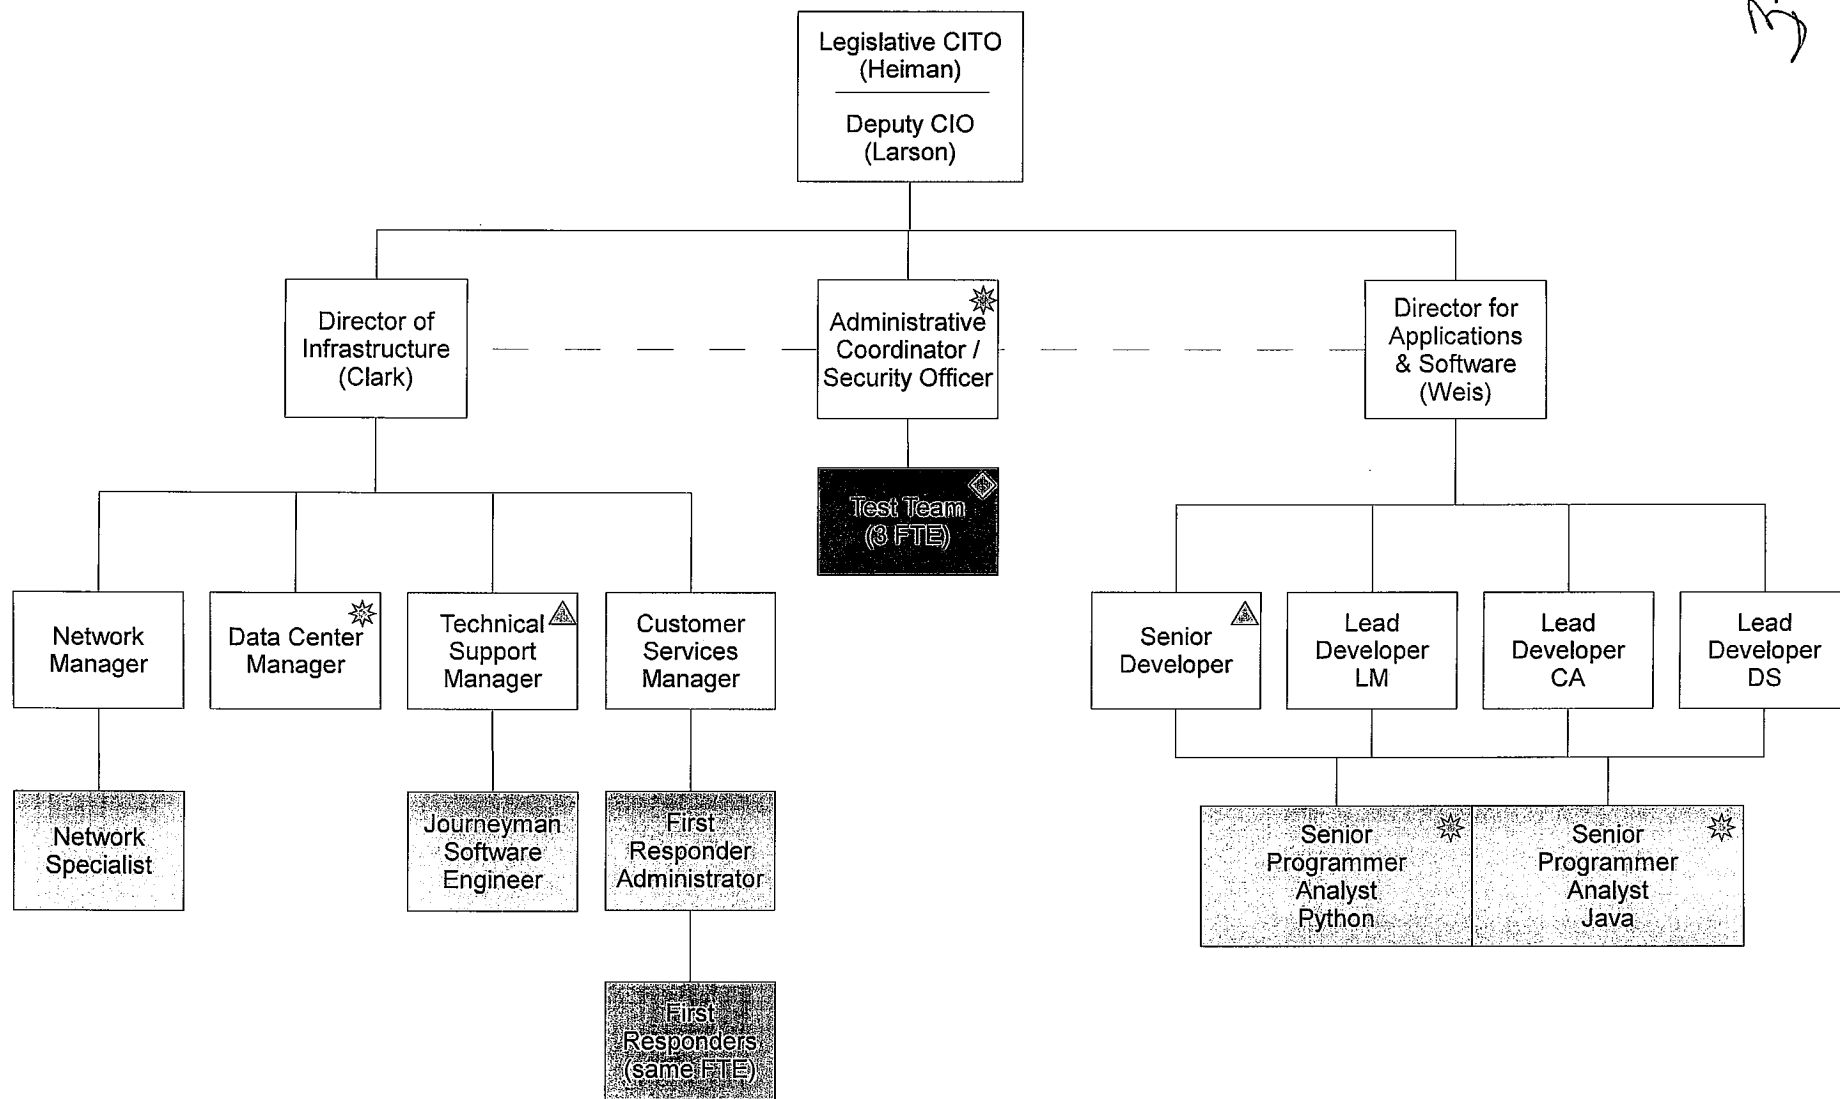 Legislative CITO
(Heiman)
Deputy CIO
(Larson)
Director of
Infrastructure
(Clark)
Administrative
Coordinator /
Security Officer
Director for
Applications
& Software
(Weis)
Test Team
(3 FTE)
Network
Manager
Data Center
Manager
Technical
Support
Manager
Customer
Services
Manager
Senior
Developer
Lead
Developer
LM
Lead
Developer
CA
Lead
Developer
DS
Network
Specialist
Journeyman
Software
Engineer
First
Responder
Administrator
Senior
Programmer
Analyst
Python
Senior
Programmer
Analyst
Java
First
Responders
(same FTE)